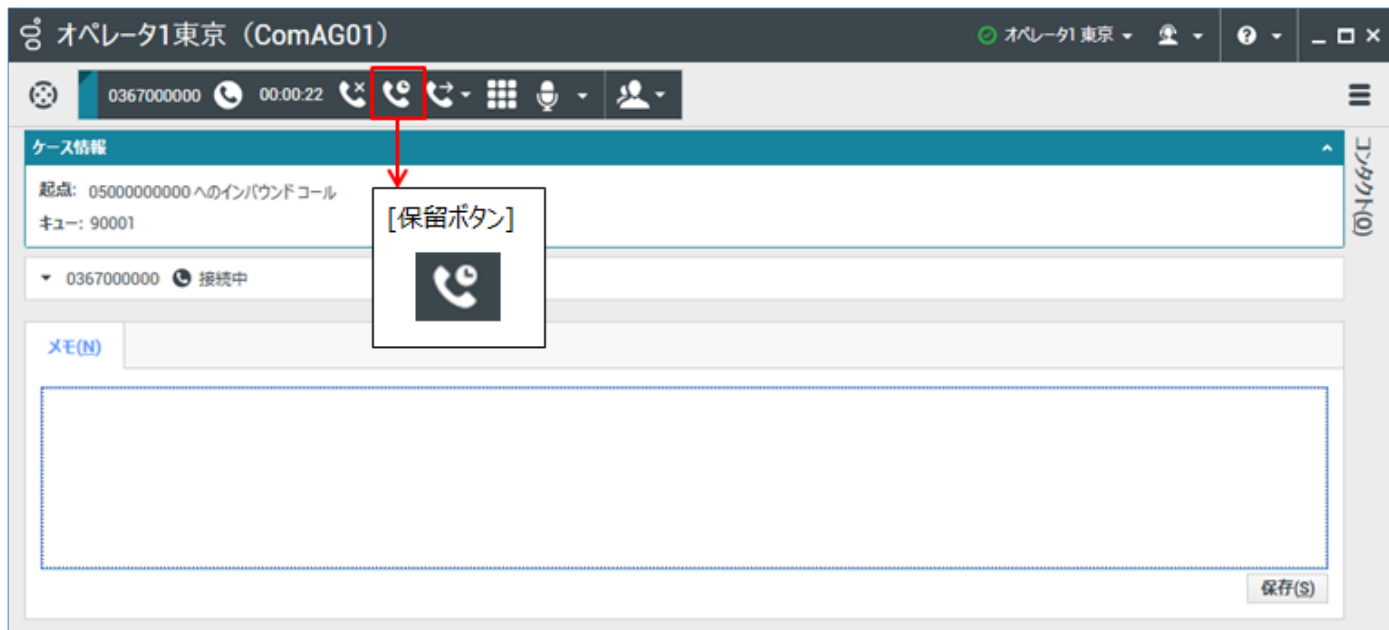 オペレータ1東京（ComAG01）
オペレータ1 東京
0367000000 00:00:22
ケース情報
起点: 05000000000 へのインバウンド コール
キュー: 90001
コンタクト(O)
[保留ボタン]
0367000000 接続中
メモ(N)
保存(S)